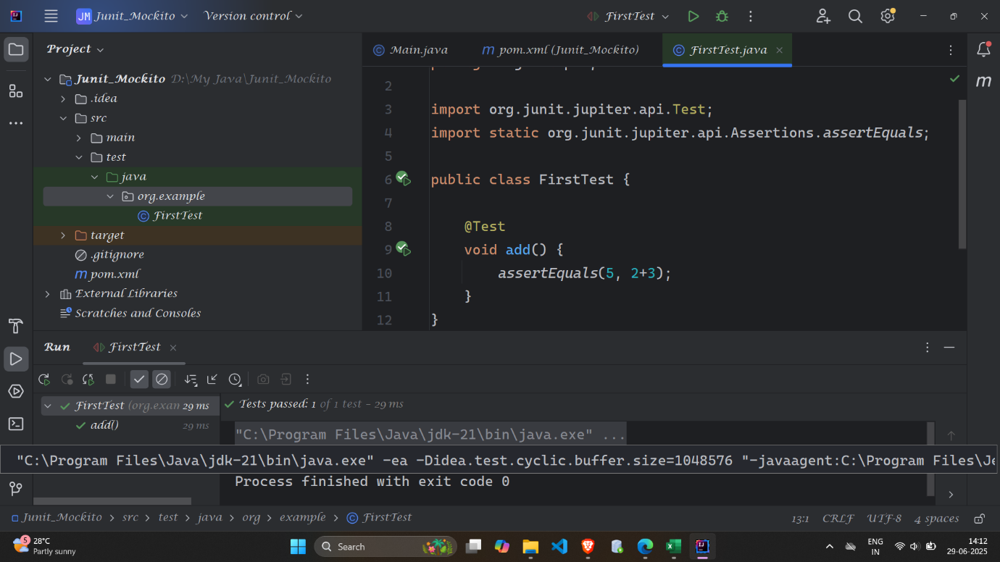 JM Junit_Mockito Version control FirstTest
Project
Main.java pom.xml (Junit_Mockito) FirstTest.java
Junit_Mockito D:\My Java\Junit_Mockito
.idea
src
main
test
java
org.example
FirstTest
target
.gitignore
m pom.xml
External Libraries
Scratches and Consoles
2
3 import org.junit.jupiter.api.Test;
4 import static org.junit.jupiter.api.Assertions.assertEquals;
5
6 public class FirstTest {
7
8 @Test
9 void add() {
10 assertEquals(5, 2+3);
11 }
12 }
Run FirstTest
FirstTest (org.exam 29 ms
add() 29 ms
Tests passed: 1 of 1 test – 29 ms
"C:\Program Files\Java\jdk-21\bin\java.exe" ...
"C:\Program Files\Java\jdk-21\bin\java.exe" -ea -Didea.test.cyclic.buffer.size=1048576 "-javaagent:C:\Program Files\Je
Process finished with exit code 0
Junit_Mockito > src > test > java > org > example > FirstTest 13:1 CRLF UTF-8 4 spaces
5 28°C
Partly sunny
Search
ENG
IN
14:12
29-06-2025